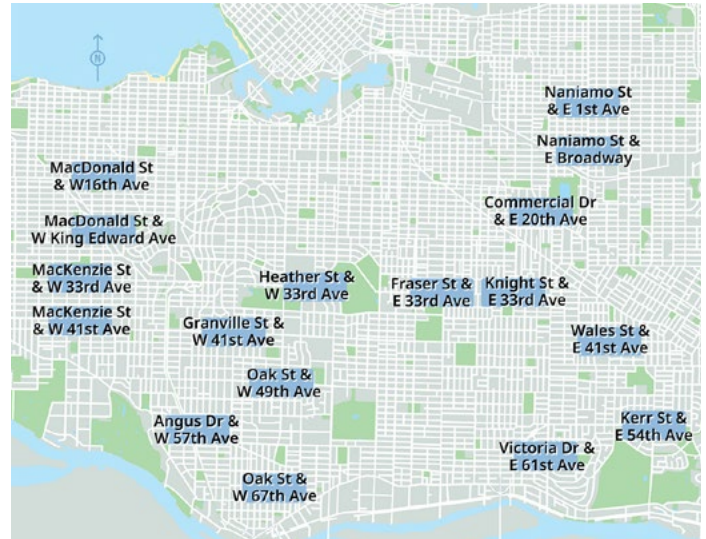 N
Naniamo St
& E 1st Ave
Naniamo St &
E Broadway
MacDonald St
& W16th Ave
Commercial Dr
& E 20th Ave
MacDonald St &
W King Edward Ave
MacKenzie St
& W 33rd Ave
Heather St &
W 33rd Ave
Fraser St &
E 33rd Ave
Knight St &
E 33rd Ave
MacKenzie St
& W 41st Ave
Granville St &
W 41st Ave
Wales St &
E 41st Ave
Oak St &
W 49th Ave
Angus Dr &
W 57th Ave
Kerr St &
E 54th Ave
Victoria Dr &
E 61st Ave
Oak St &
W 67th Ave